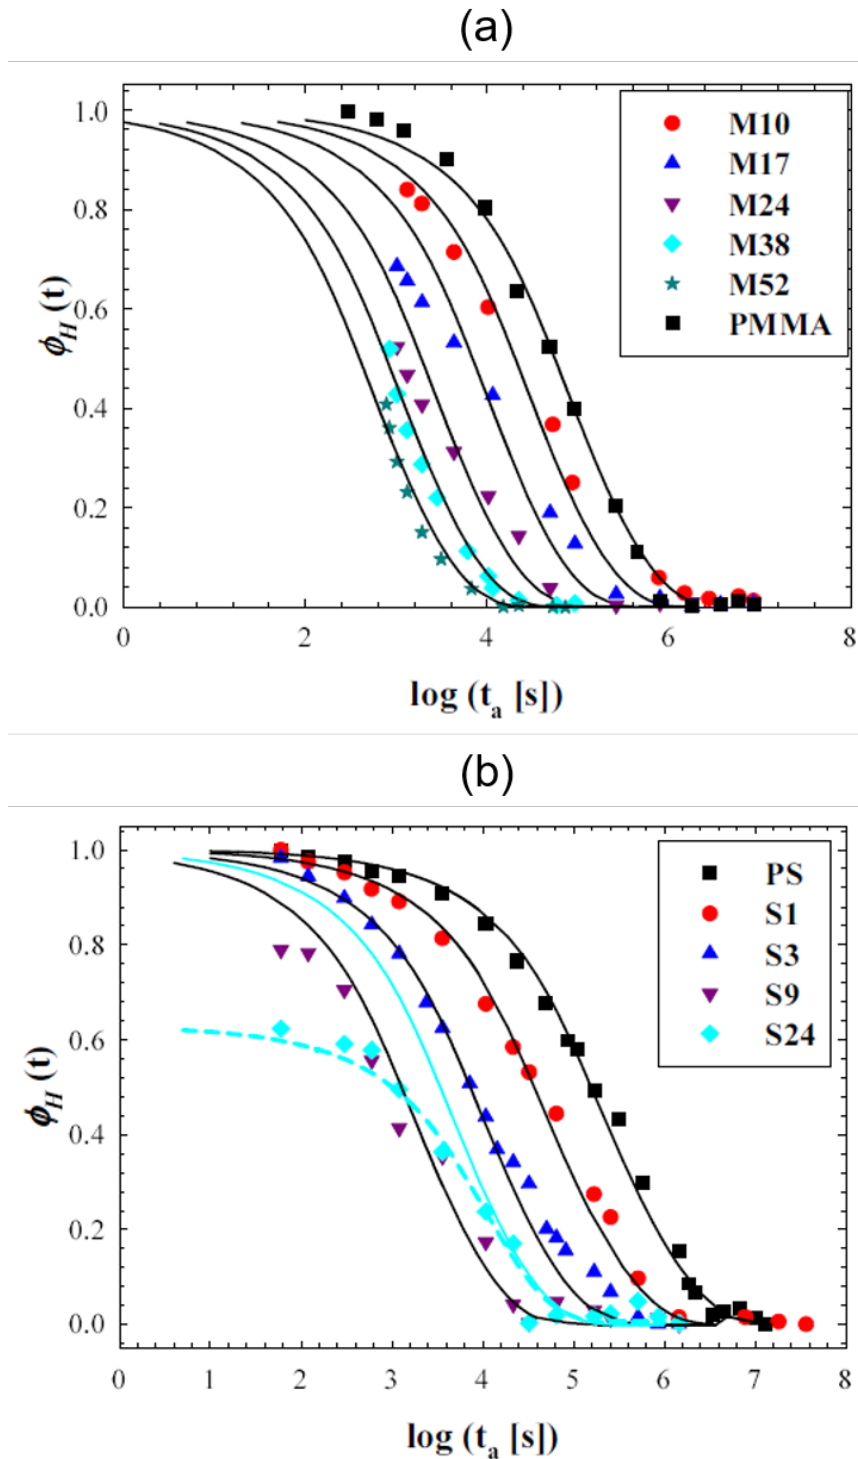 (a)
1.0
0.8
0.6
0.4
0.2
0.0
ϕH (t)
M10
M17
M24
M38
M52
PMMA
0 2 4 6 8
log (ta [s])
(b)
1.0
0.8
0.6
0.4
0.2
0.0
ϕH (t)
PS
S1
S3
S9
S24
0 1 2 3 4 5 6 7 8
log (ta [s])